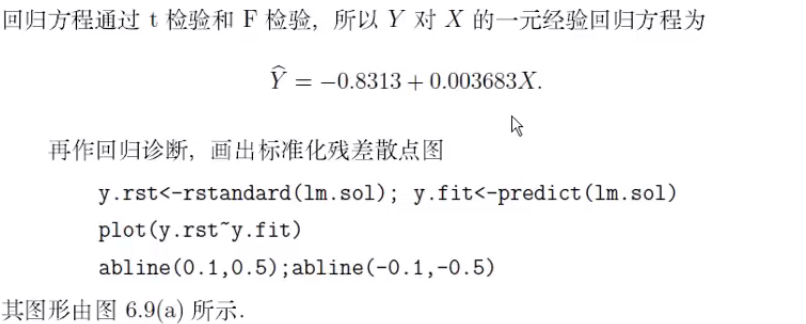 回归方程通过 t 检验和 F 检验, 所以 Y 对 X 的一元经验回归方程为
Ŷ = −0.8313 + 0.003683X.
再作回归诊断, 画出标准化残差散点图
y.rst<-rstandard(lm.sol); y.fit<-predict(lm.sol)
plot(y.rst~y.fit)
abline(0.1,0.5);abline(-0.1,-0.5)
其图形由图 6.9(a) 所示.